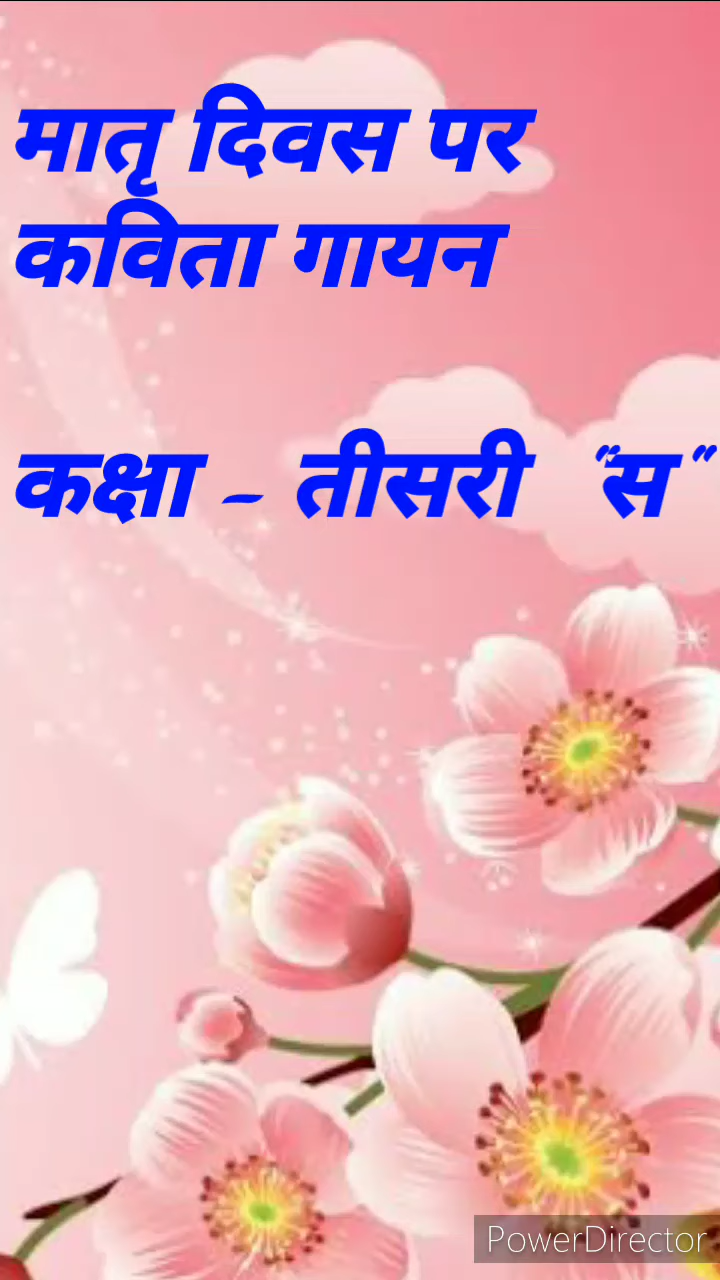 मातृ दिवस पर
कविता गायन
कक्षा - तीसरी "स"
PowerDirector